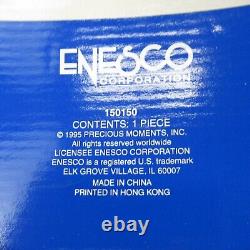 ENESCO
CORPORATION
150150
CONTENTS: 1 PIECE
© 1995 PRECIOUS MOMENTS, INC.
All rights reserved worldwide
LICENSEE ENESCO CORPORATION
ENESCO is a registered U.S. trademark
ELK GROVE VILLAGE, IL 60007
MADE IN CHINA
PRINTED IN HONG KONG